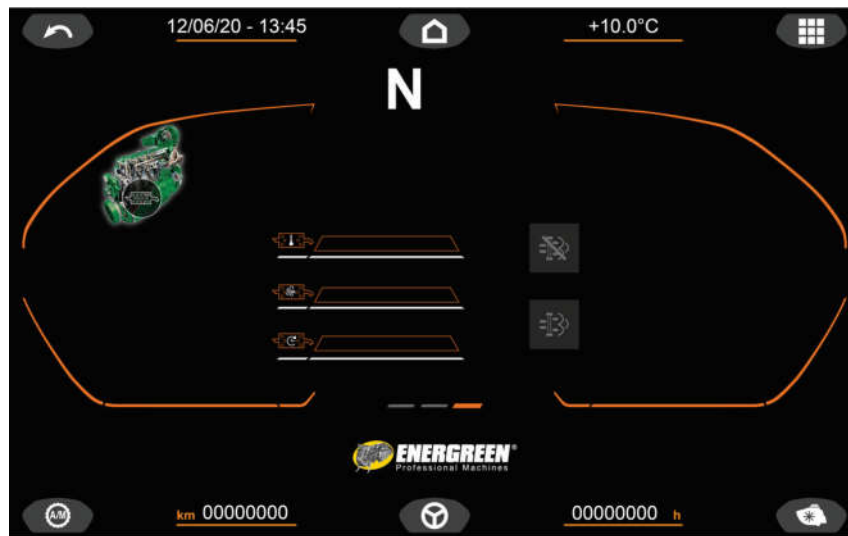 12/06/20 - 13:45
+10.0°C
N
ENERGREEN®
Professional Machines
A/M
km 00000000
00000000 h